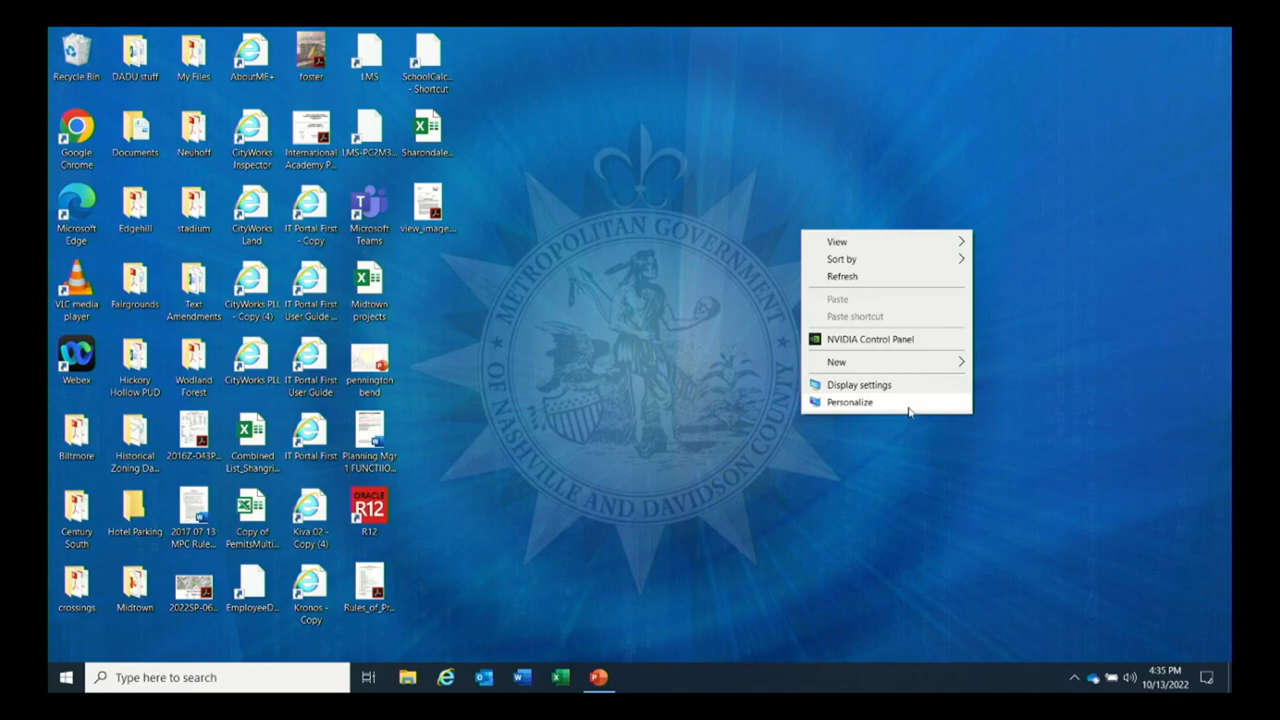 Recycle Bin
DADU stuff
My Files
AboutME+
foster
LMS
SchoolCalc...
- Shortcut
Google
Chrome
Documents
Neuhoff
CityWorks
Inspector
International
Academy P...
LMS-PC2M3...
Sharondale...
Microsoft
Edge
Edgehill
stadium
CityWorks
Land
IT Portal First
- Copy
Microsoft
Teams
view_image...
VLC media
player
Fairgrounds
Text
Amendments
CityWorks PLL
- Copy (4)
IT Portal First
User Guide ...
Midtown
projects
Webex
Hickory
Hollow PUD
Wodland
Forest
CityWorks PLL
IT Portal First
User Guide
pennington
bend
Biltmore
Historical
Zoning Da...
2016Z-043P...
Combined
List_Shangri...
IT Portal First
Planning Mgr
1 FUNCTIO...
Century
South
Hotel Parking
2017 07 13
MPC Rule...
Copy of
PemitsMulti...
Kiva 02 -
Copy (4)
ORACLE
R12
R12
crossings
Midtown
2022SP-06...
EmployeeD...
Kronos -
Copy
Rules_of_Pr...
METROPOLITAN GOVERNMENT
OF NASHVILLE AND DAVIDSON COUNTY
View
Sort by
Refresh
Paste
Paste shortcut
NVIDIA Control Panel
New
Display settings
Personalize
Type here to search
4:35 PM
10/13/2022